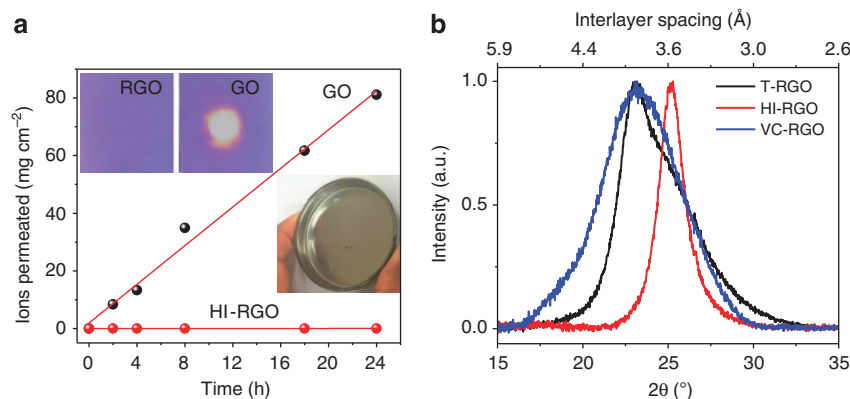 a
Ions permeated (mg cm⁻²)
80
60
40
20
0
RGO
GO
GO
HI-RGO
0 4 8 12 16 20 24
Time (h)
b
Interlayer spacing (Å)
5.9 4.4 3.6 3.0 2.6
Intensity (a.u.)
1.0
0.5
0.0
T-RGO
HI-RGO
VC-RGO
15 20 25 30 35
2θ (°)